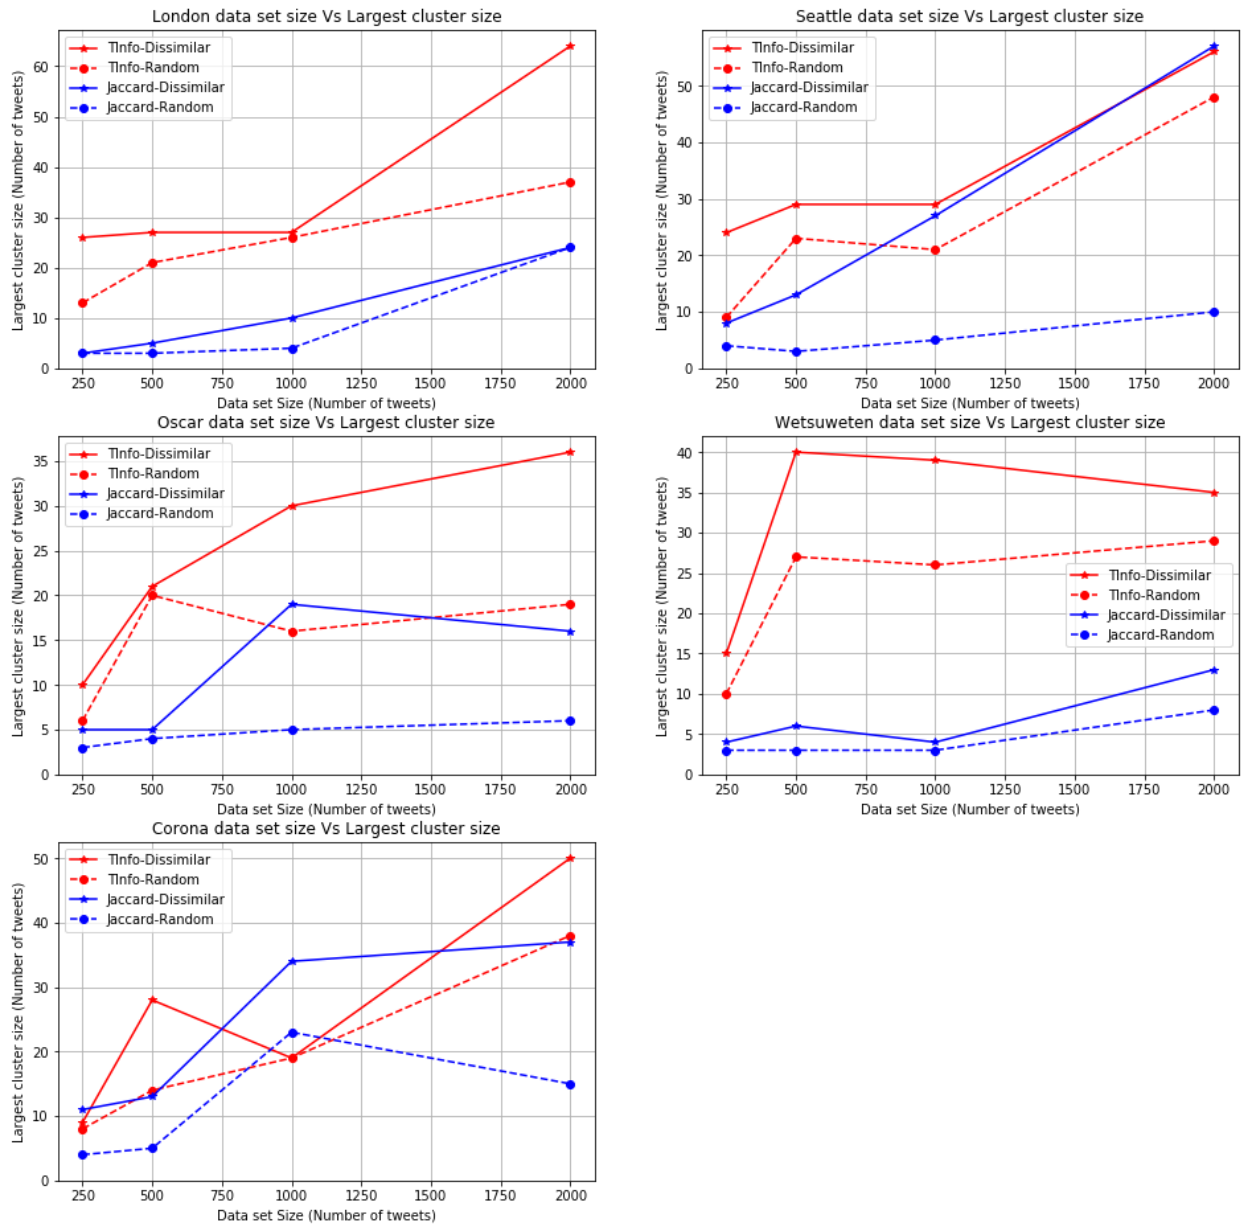 London data set size Vs Largest cluster size
TInfo-Dissimilar
TInfo-Random
Jaccard-Dissimilar
Jaccard-Random
Largest cluster size (Number of tweets)
60
50
40
30
20
10
0
250 500 750 1000 1250 1500 1750 2000
Data set Size (Number of tweets)
Seattle data set size Vs Largest cluster size
TInfo-Dissimilar
TInfo-Random
Jaccard-Dissimilar
Jaccard-Random
Largest cluster size (Number of tweets)
50
40
30
20
10
0
250 500 750 1000 1250 1500 1750 2000
Data set Size (Number of tweets)
Oscar data set size Vs Largest cluster size
TInfo-Dissimilar
TInfo-Random
Jaccard-Dissimilar
Jaccard-Random
Largest cluster size (Number of tweets)
35
30
25
20
15
10
5
0
250 500 750 1000 1250 1500 1750 2000
Data set Size (Number of tweets)
Wetsuweten data set size Vs Largest cluster size
TInfo-Dissimilar
TInfo-Random
Jaccard-Dissimilar
Jaccard-Random
Largest cluster size (Number of tweets)
40
35
30
25
20
15
10
5
0
250 500 750 1000 1250 1500 1750 2000
Data set Size (Number of tweets)
Corona data set size Vs Largest cluster size
TInfo-Dissimilar
TInfo-Random
Jaccard-Dissimilar
Jaccard-Random
Largest cluster size (Number of tweets)
50
40
30
20
10
0
250 500 750 1000 1250 1500 1750 2000
Data set Size (Number of tweets)